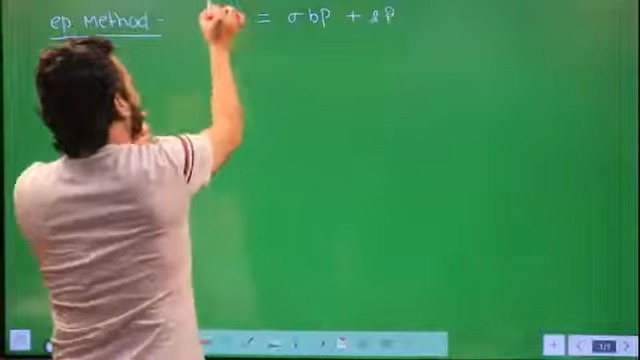 ep Method - = σ bp + lp